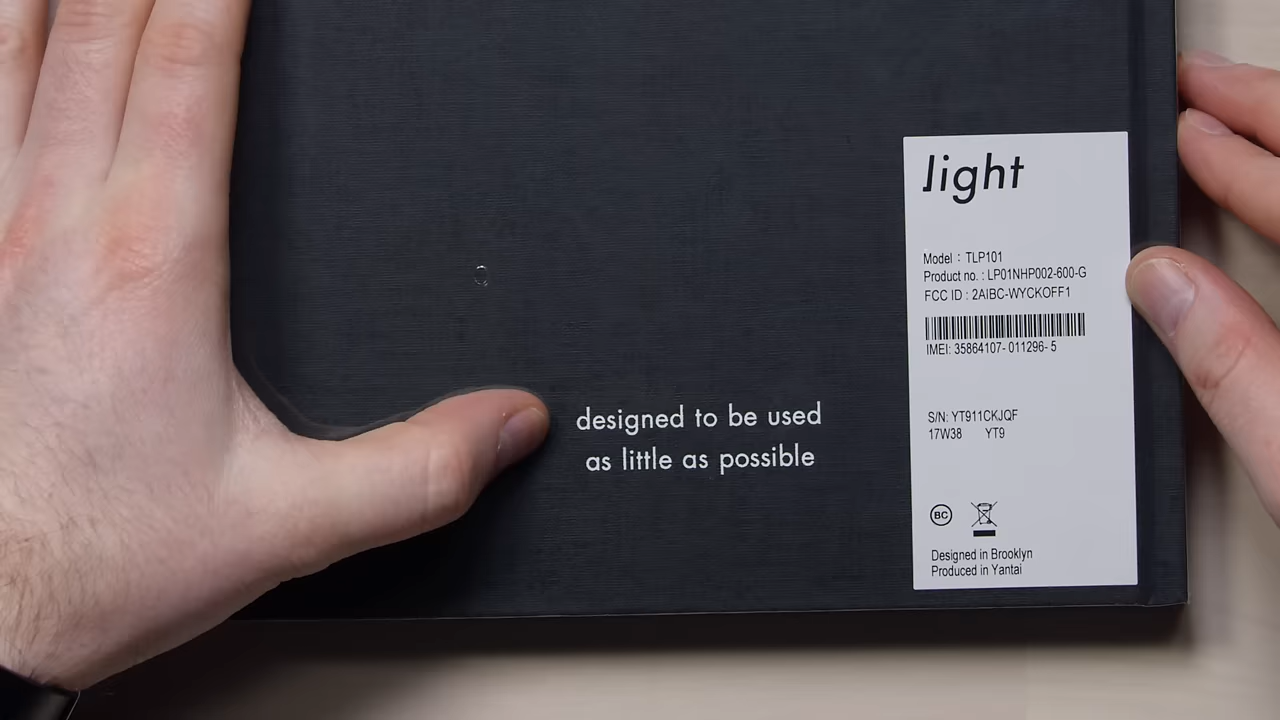 designed to be used
as little as possible
light
Model : TLP101
Product no. : LP01NHP002-600-G
FCC ID : 2AIBC-WYCKOFF1
IMEI: 35864107-011296-5
S/N: YT911CKJQF
17W38 YT9
BC
Designed in Brooklyn
Produced in Yantai